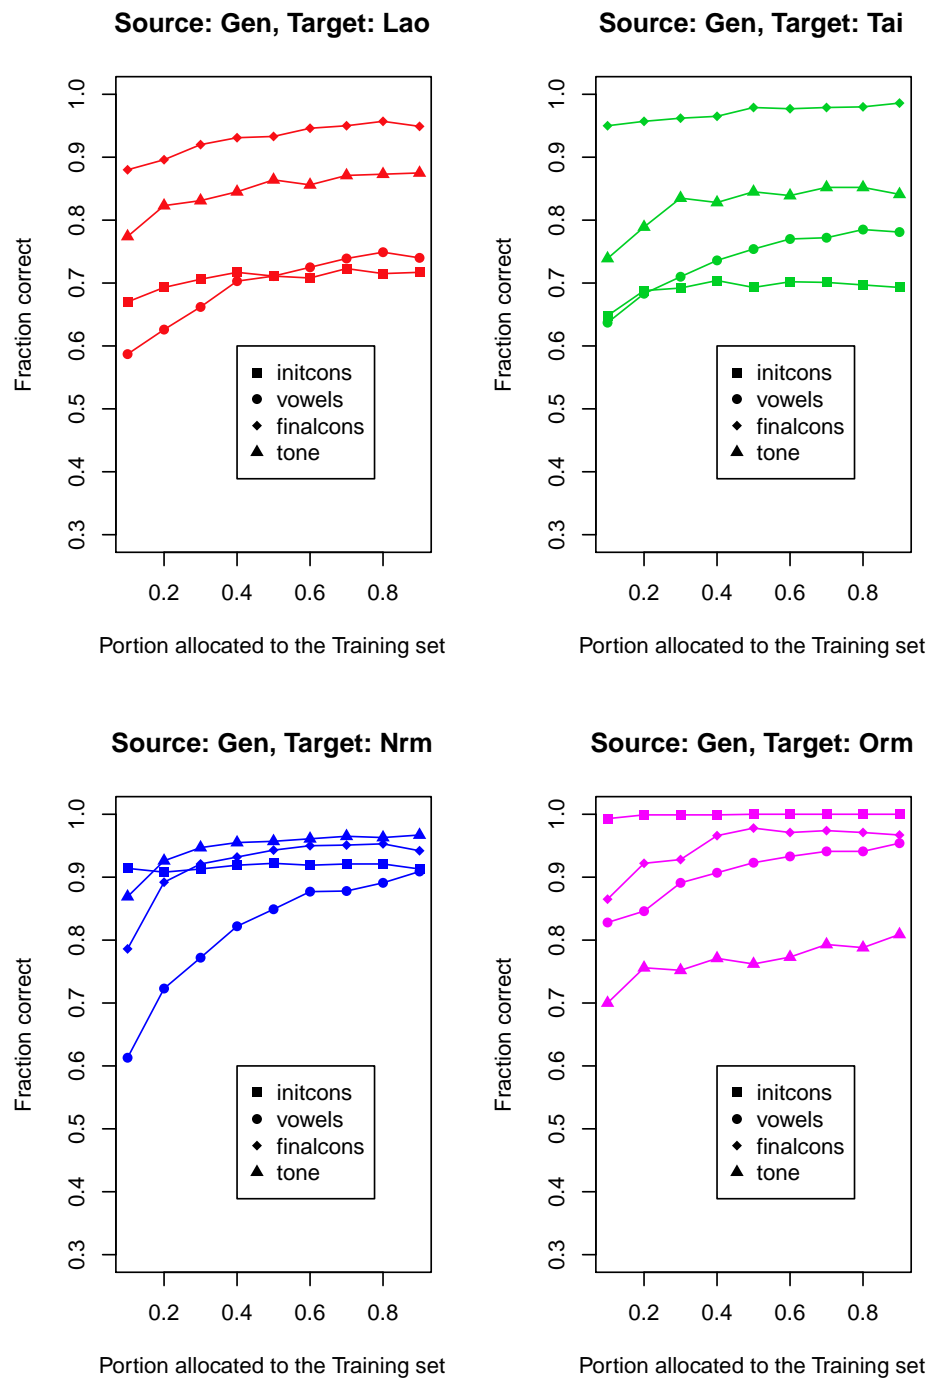 Source: Gen, Target: Lao
Fraction correct
1.0
0.9
0.8
0.7
0.6
0.5
0.4
0.3
initcons
vowels
finalcons
tone
0.2 0.4 0.6 0.8
Portion allocated to the Training set
Source: Gen, Target: Tai
Fraction correct
1.0
0.9
0.8
0.7
0.6
0.5
0.4
0.3
initcons
vowels
finalcons
tone
0.2 0.4 0.6 0.8
Portion allocated to the Training set
Source: Gen, Target: Nrm
Fraction correct
1.0
0.9
0.8
0.7
0.6
0.5
0.4
0.3
initcons
vowels
finalcons
tone
0.2 0.4 0.6 0.8
Portion allocated to the Training set
Source: Gen, Target: Orm
Fraction correct
1.0
0.9
0.8
0.7
0.6
0.5
0.4
0.3
initcons
vowels
finalcons
tone
0.2 0.4 0.6 0.8
Portion allocated to the Training set